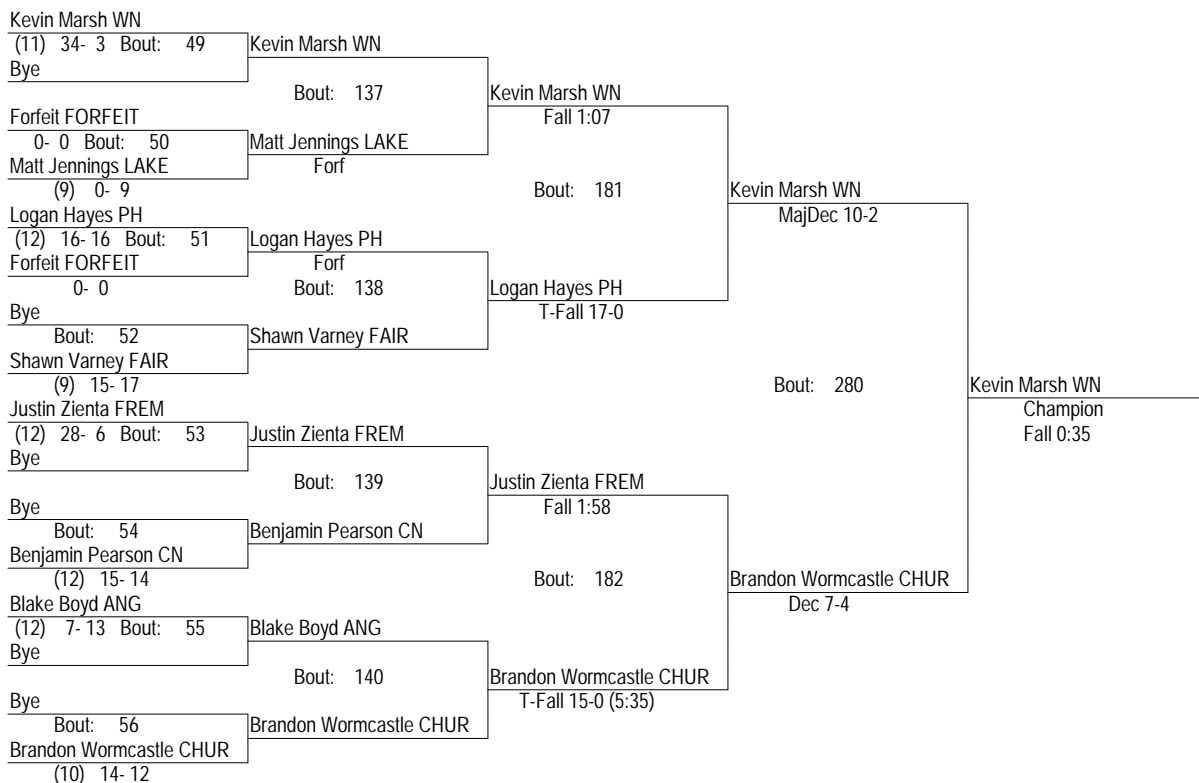 Kevin Marsh WN
(11) 34- 3 Bout: 49
Bye
Forfeit FORFEIT
0- 0 Bout: 50
Matt Jennings LAKE
(9) 0- 9
Logan Hayes PH
(12) 16- 16 Bout: 51
Forfeit FORFEIT
0- 0
Bye
Bout: 52
Shawn Varney FAIR
(9) 15- 17
Justin Zienta FREM
(12) 28- 6 Bout: 53
Bye
Bye
Bout: 54
Benjamin Pearson CN
(12) 15- 14
Blake Boyd ANG
(12) 7- 13 Bout: 55
Bye
Bye
Bout: 56
Brandon Wormcastle CHUR
(10) 14- 12
Kevin Marsh WN
Bout: 137
Matt Jennings LAKE
Forf
Logan Hayes PH
Forf
Bout: 138
Shawn Varney FAIR
Justin Zienta FREM
Bout: 139
Benjamin Pearson CN
Blake Boyd ANG
Bout: 140
Brandon Wormcastle CHUR
Kevin Marsh WN
Fall 1:07
Bout: 181
Logan Hayes PH
T-Fall 17-0
Justin Zienta FREM
Fall 1:58
Bout: 182
Brandon Wormcastle CHUR
T-Fall 15-0 (5:35)
Kevin Marsh WN
MajDec 10-2
Bout: 280
Brandon Wormcastle CHUR
Dec 7-4
Kevin Marsh WN
Champion
Fall 0:35